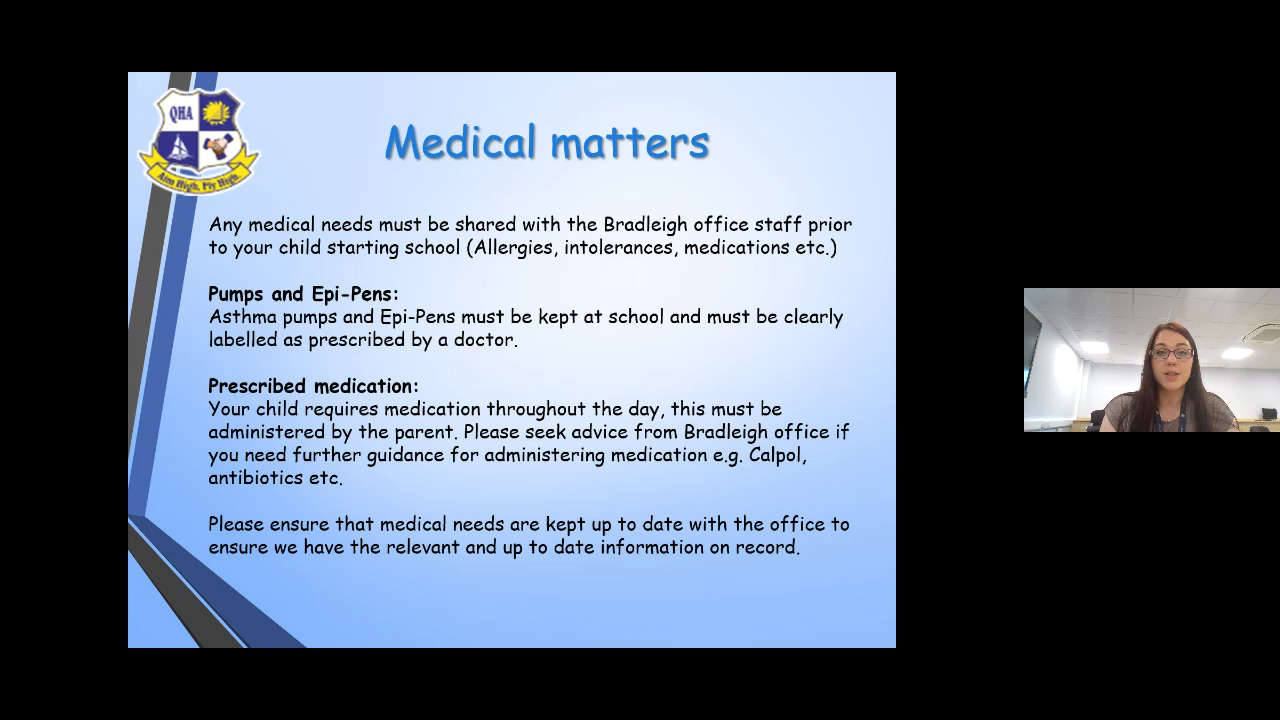 QHA
Aim High, Fly High.
Medical matters
Any medical needs must be shared with the Bradleigh office staff prior
to your child starting school (Allergies, intolerances, medications etc.)
Pumps and Epi-Pens:
Asthma pumps and Epi-Pens must be kept at school and must be clearly
labelled as prescribed by a doctor.
Prescribed medication:
Your child requires medication throughout the day, this must be
administered by the parent. Please seek advice from Bradleigh office if
you need further guidance for administering medication e.g. Calpol,
antibiotics etc.
Please ensure that medical needs are kept up to date with the office to
ensure we have the relevant and up to date information on record.